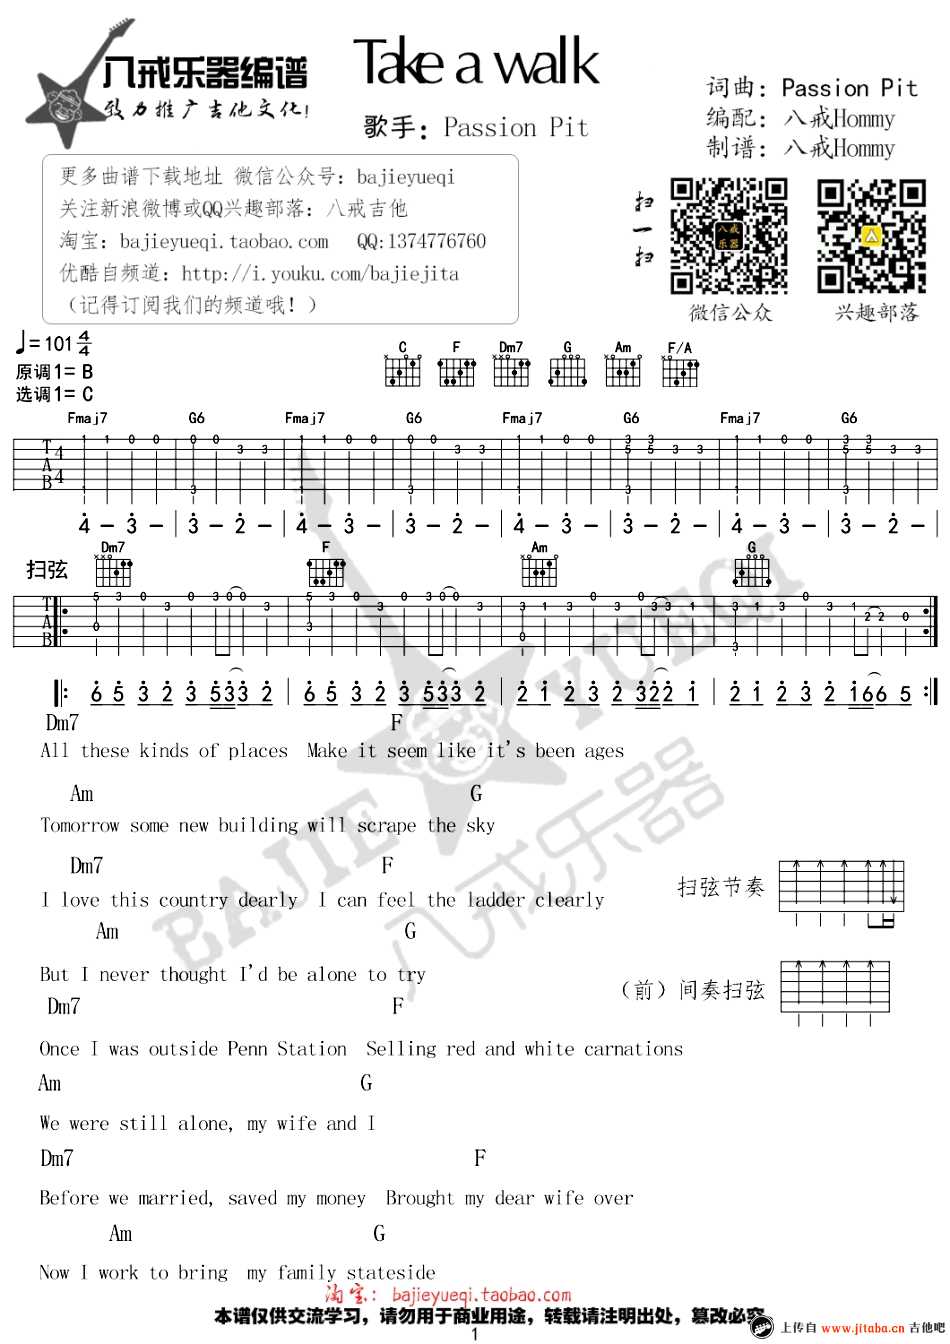 八戒乐器编谱
致力推广吉他文化!
Take a walk
歌手：Passion Pit
词曲：Passion Pit
编配：八戒Hommy
制谱：八戒Hommy
更多曲谱下载地址 微信公众号：bajieyueqi
关注新浪微博或QQ兴趣部落：八戒吉他
淘宝：bajieyueqi.taobao.com QQ:1374776760
优酷自频道：http://i.youku.com/bajiejita
（记得订阅我们的频道哦！）
扫一扫
八戒乐器
微信公众 兴趣部落
♩= 101 4/4
原调1= B
选调1= C
C F Dm7 G Am F/A
Fmaj7 G6 Fmaj7 G6 Fmaj7 G6 Fmaj7 G6
T A B 4 4
4 - 3 - | 3 - 2 - | 4 - 3 - | 3 - 2 - | 4 - 3 - | 3 - 2 - | 4 - 3 - | 3 - 2 -
扫弦 Dm7 F Am G
T A B
|: 6 5 3 2 3 5 3 3 2 | 6 5 3 2 3 5 3 3 2 | 2 1 2 3 2 3 2 2 1 | 2 1 2 3 2 1 6 6 5 :|
Dm7 F
All these kinds of places Make it seem like it's been ages
Am G
Tomorrow some new building will scrape the sky
Dm7 F
I love this country dearly I can feel the ladder clearly
扫弦节奏
Am G
But I never thought I'd be alone to try
（前）间奏扫弦
Dm7 F
Once I was outside Penn Station Selling red and white carnations
Am G
We were still alone, my wife and I
Dm7 F
Before we married, saved my money Brought my dear wife over
Am G
Now I work to bring my family stateside
BAJIE YUEQI
八戒乐器
淘宝：bajieyueqi.taobao.com
本谱仅供交流学习，请勿用于商业用途，转载请注明出处，篡改必究
1
上传自 www.jitaba.cn 吉他吧